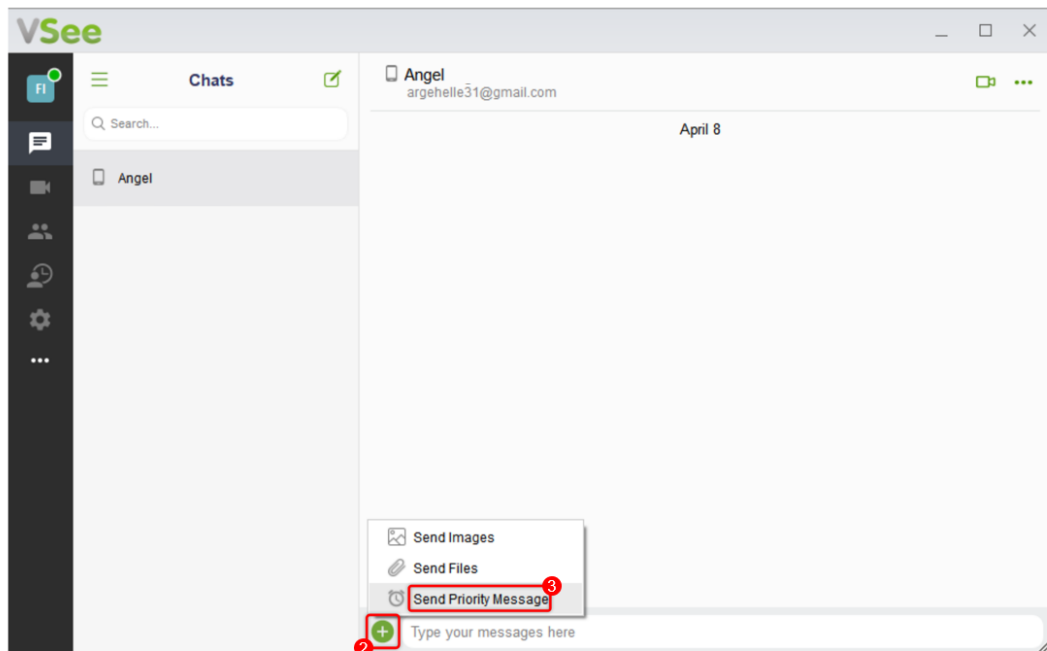 VSee
FI
Chats
Search...
Angel
Angel
argehelle31@gmail.com
April 8
Send Images
Send Files
3
Send Priority Message
2
Type your messages here